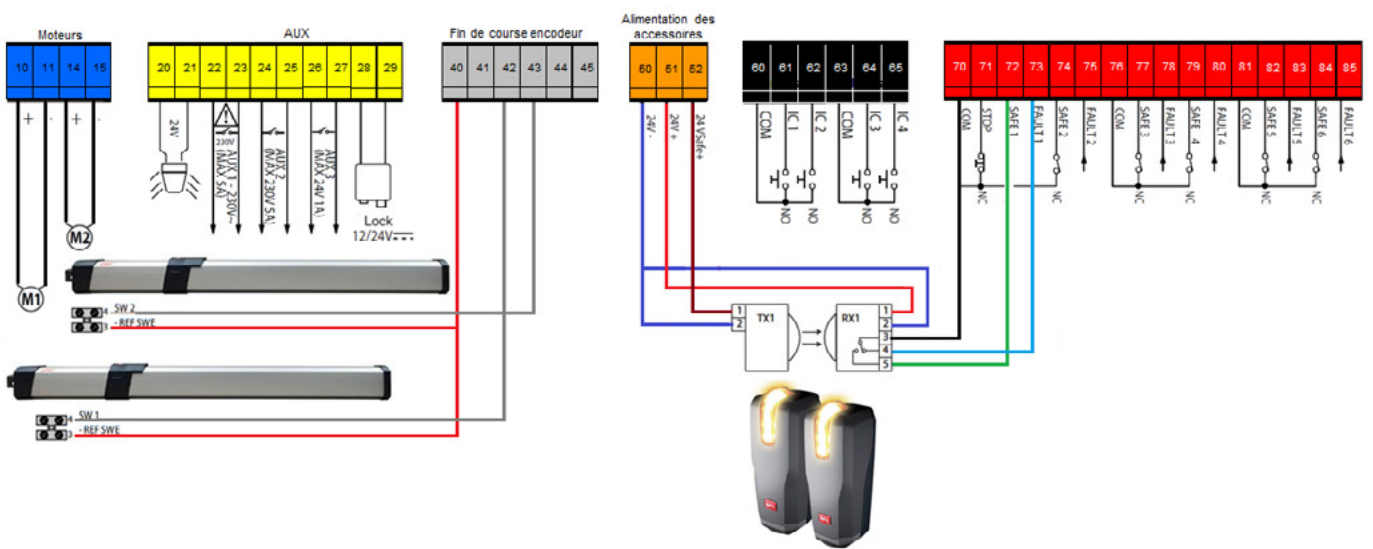 Moteurs
AUX
Fin de course encodeur
Alimentation des
accessoires
10 11 14 15
20 21 22 23 24 25 26 27 28 29
40 41 42 43 44 45
50 51 52
60 61 62 63 64 65
70 71 72 73 74 75 76 77 78 79 80 81 82 83 84 85
+ - + -
24V
230V
AUX 1 - 230V~
(MAX 5A)
AUX 2
(MAX 230V 5A)
AUX 3
(MAX 24V 1A)
Lock
12/24V
24V -
24V +
24 VSafe+
COM
IC 1
IC 2
COM
IC 3
IC 4
NO
NO
NO
NO
COM
STOP
SAFE 1
FAULT 1
SAFE 2
FAULT 2
COM
SAFE 3
FAULT 3
SAFE 4
FAULT 4
COM
SAFE 5
FAULT 5
SAFE 6
FAULT 6
NC
NC
NC
NC
NC
NC
M2
M1
4 SW 2
3 - REF SWE
4 SW 1
3 - REF SWE
1
2
TX1
RX1
1
2
3
4
5